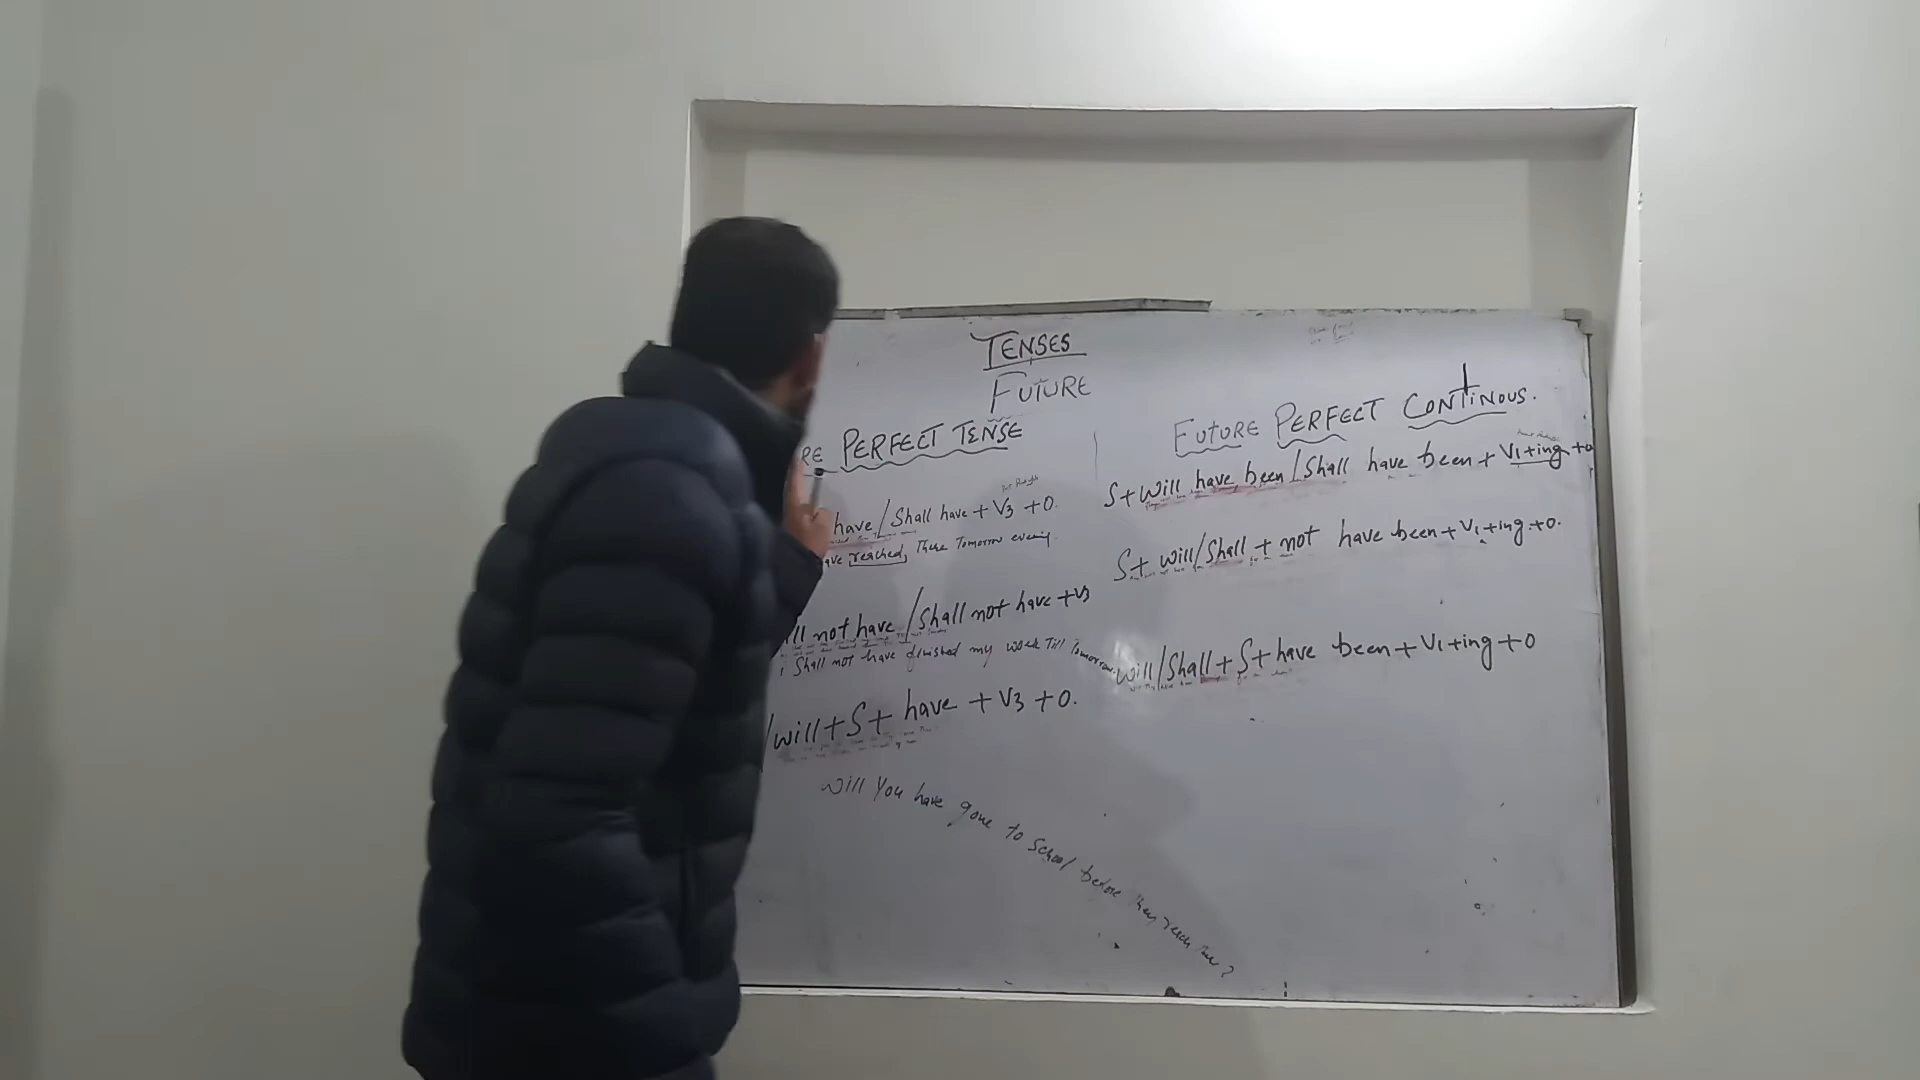 TENSES
FUTURE
RE PERFECT TENSE
have / Shall have + V3 + O.
ave reached, There Tomorrow evening.
ll not have / Shall not have + V3
I Shall not have finished my work Till Tomorrow.
/will + S + have + V3 + O.
Will You have gone to School before they reach
FUTURE PERFECT CONTINOUS.
S + Will have been / Shall have been + V1 + ing + O
S + will / Shall + not have been + V1 + ing + O.
Will / Shall + S + have been + V1 + ing + O